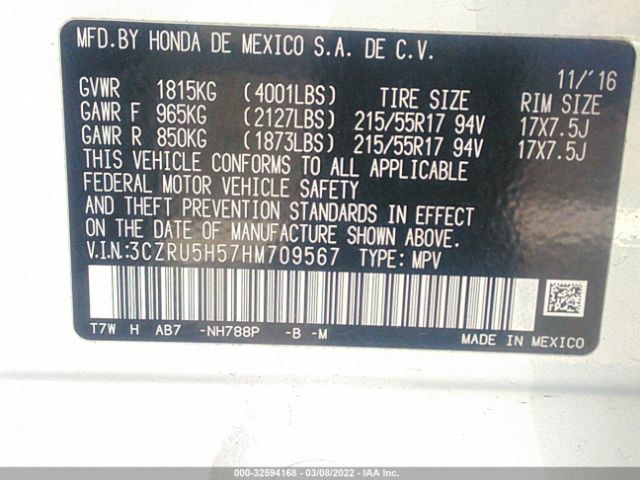 MFD.BY HONDA DE MEXICO S.A. DE C.V.
11/'16
GVWR 1815KG (4001LBS) TIRE SIZE RIM SIZE
GAWR F 965KG (2127LBS) 215/55R17 94V 17X7.5J
GAWR R 850KG (1873LBS) 215/55R17 94V 17X7.5J
THIS VEHICLE CONFORMS TO ALL APPLICABLE
FEDERAL MOTOR VEHICLE SAFETY
AND THEFT PREVENTION STANDARDS IN EFFECT
ON THE DATE OF MANUFACTURE SHOWN ABOVE.
V.I.N.:3CZRU5H57HM709567 TYPE: MPV
T7W H AB7 -NH788P -B -M
MADE IN MEXICO
000-32594168 - 03/08/2022 - IAA, Inc.